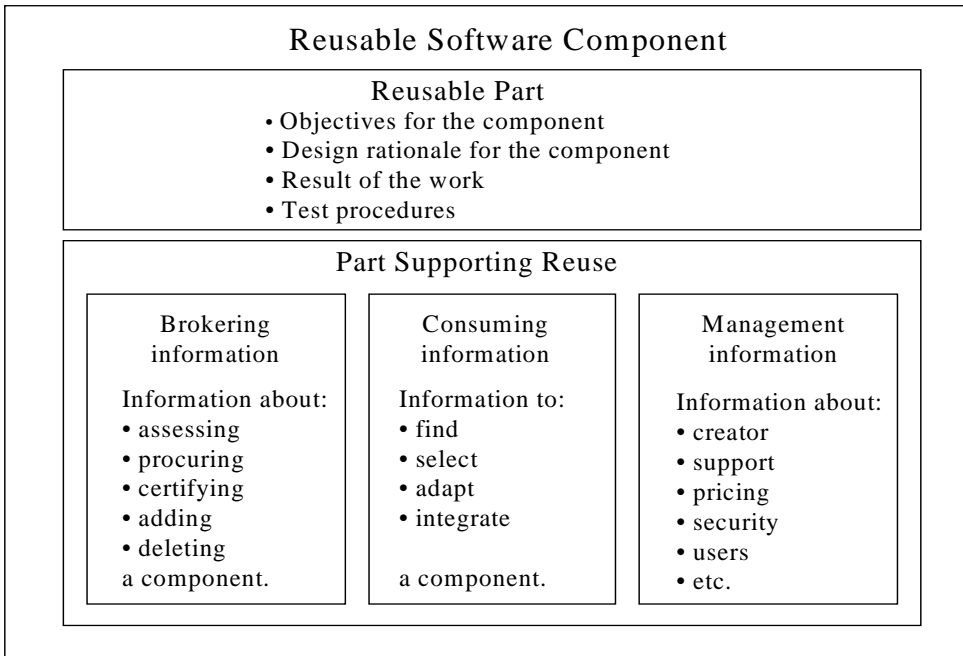 Reusable Software Component
Reusable Part
• Objectives for the component
• Design rationale for the component
• Result of the work
• Test procedures
Part Supporting Reuse
Brokering
information
Information about:
• assessing
• procuring
• certifying
• adding
• deleting
a component.
Consuming
information
Information to:
• find
• select
• adapt
• integrate
a component.
Management
information
Information about:
• creator
• support
• pricing
• security
• users
• etc.